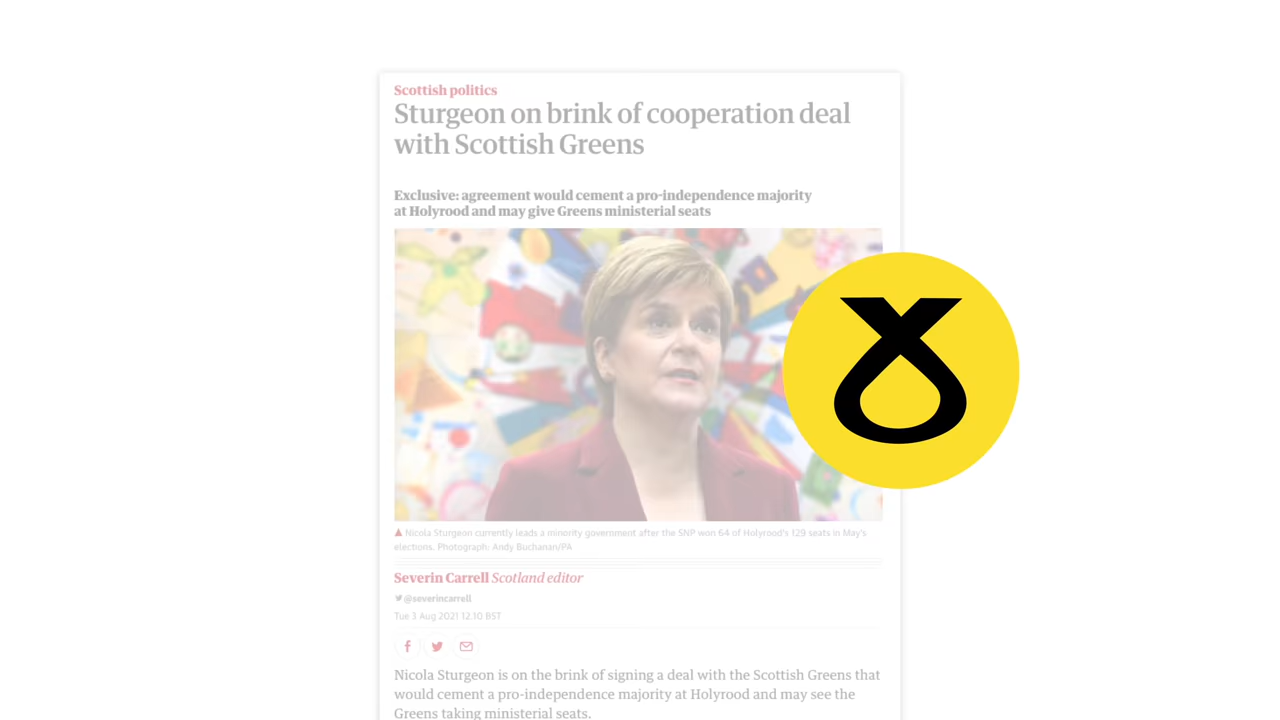 Scottish politics
Sturgeon on brink of cooperation deal
with Scottish Greens
Exclusive: agreement would cement a pro-independence majority
at Holyrood and may give Greens ministerial seats
Nicola Sturgeon currently leads a minority government after the SNP won 64 of Holyrood's 129 seats in May's
elections. Photograph: Andy Buchanan/PA
Severin Carrell Scotland editor
@severincarrell
Tue 3 Aug 2021 12.10 BST
Nicola Sturgeon is on the brink of signing a deal with the Scottish Greens that
would cement a pro-independence majority at Holyrood and may see the
Greens taking ministerial seats.